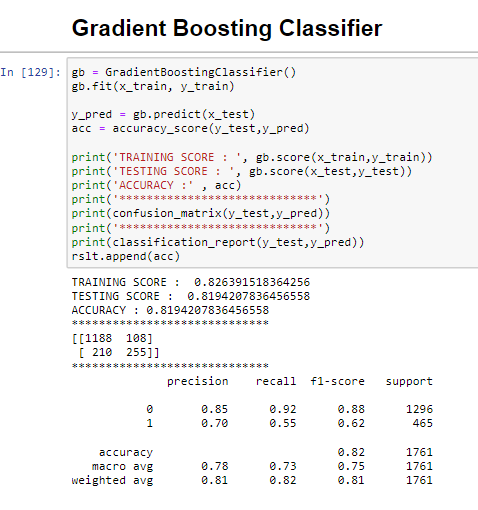 Gradient Boosting Classifier
In [129]: gb = GradientBoostingClassifier()
gb.fit(x_train, y_train)
y_pred = gb.predict(x_test)
acc = accuracy_score(y_test,y_pred)
print('TRAINING SCORE : ', gb.score(x_train,y_train))
print('TESTING SCORE : ', gb.score(x_test,y_test))
print('ACCURACY :' , acc)
print('*****************************')
print(confusion_matrix(y_test,y_pred))
print('*****************************')
print(classification_report(y_test,y_pred))
rslt.append(acc)
TRAINING SCORE :  0.826391518364256
TESTING SCORE :  0.8194207836456558
ACCURACY : 0.8194207836456558
*****************************
[[1188  108]
 [ 210  255]]
*****************************
              precision    recall  f1-score   support
           0       0.85      0.92      0.88      1296
           1       0.70      0.55      0.62       465
    accuracy                           0.82      1761
   macro avg       0.78      0.73      0.75      1761
weighted avg       0.81      0.82      0.81      1761